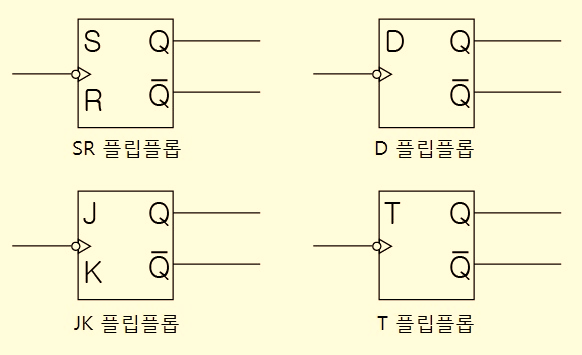 S Q
R Q̅
SR 플립플롭
D Q
Q̅
D 플립플롭
J Q
K Q̅
JK 플립플롭
T Q
Q̅
T 플립플롭